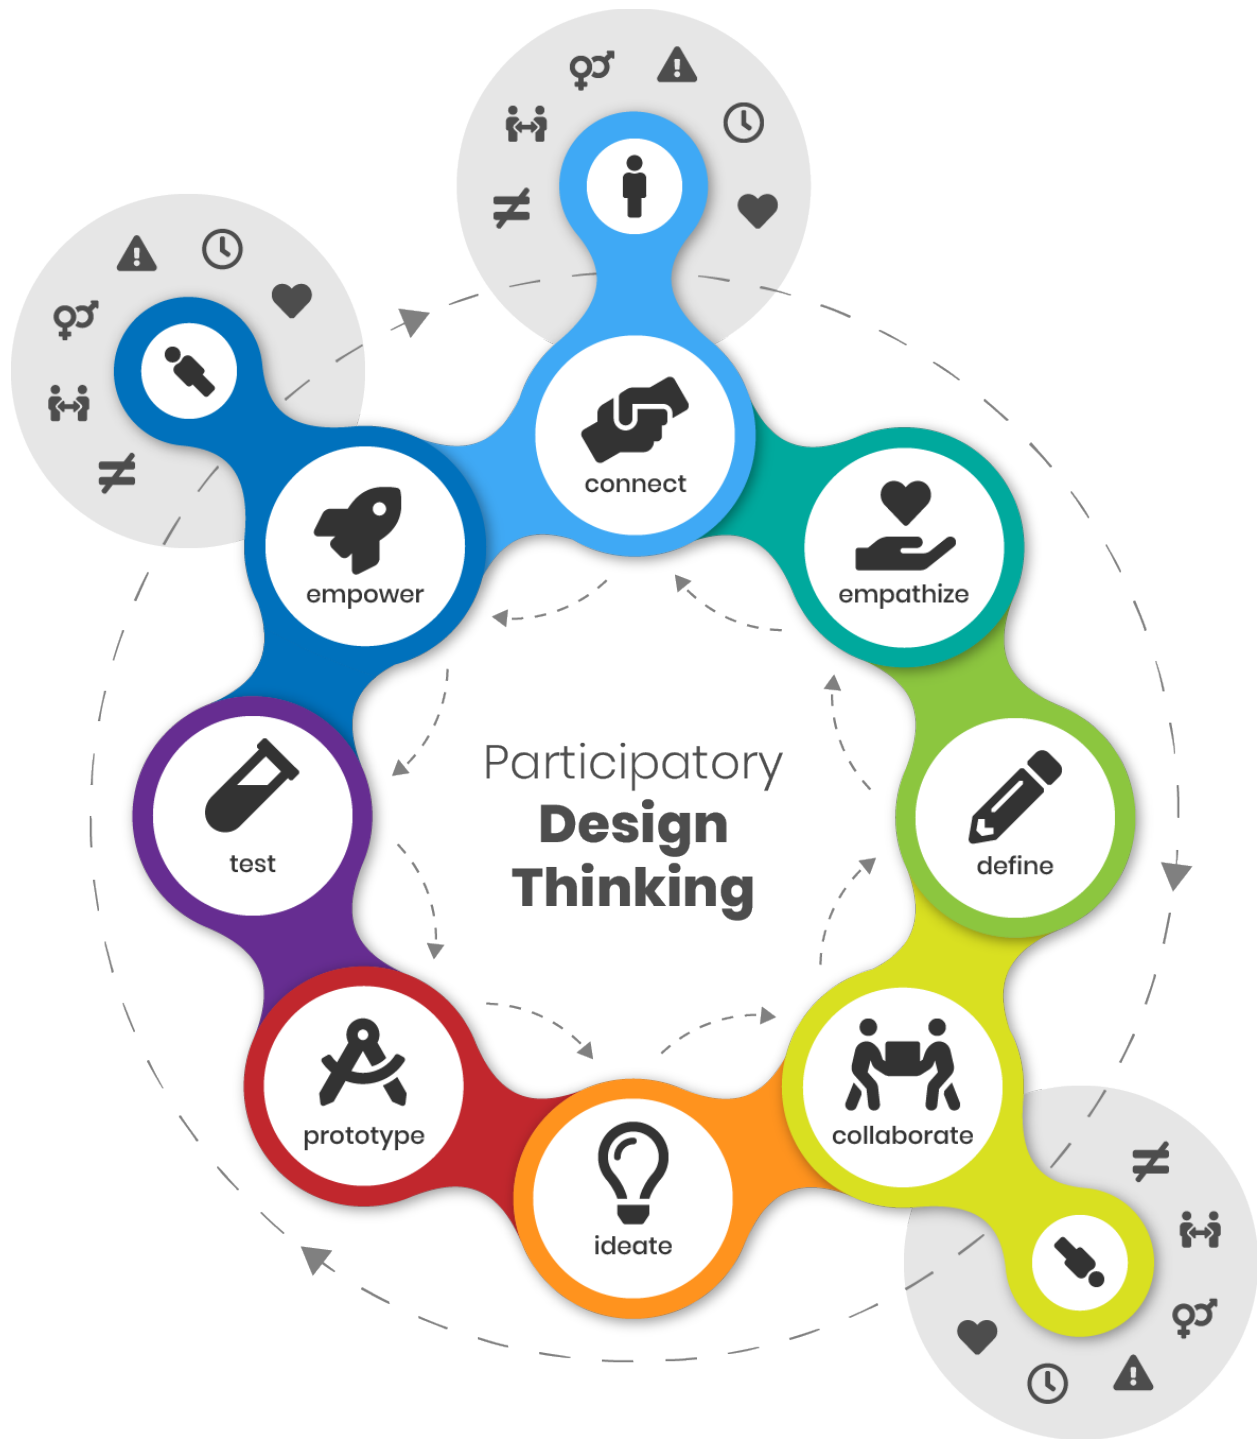 Participatory
Design
Thinking
connect
empathize
define
collaborate
ideate
prototype
test
empower